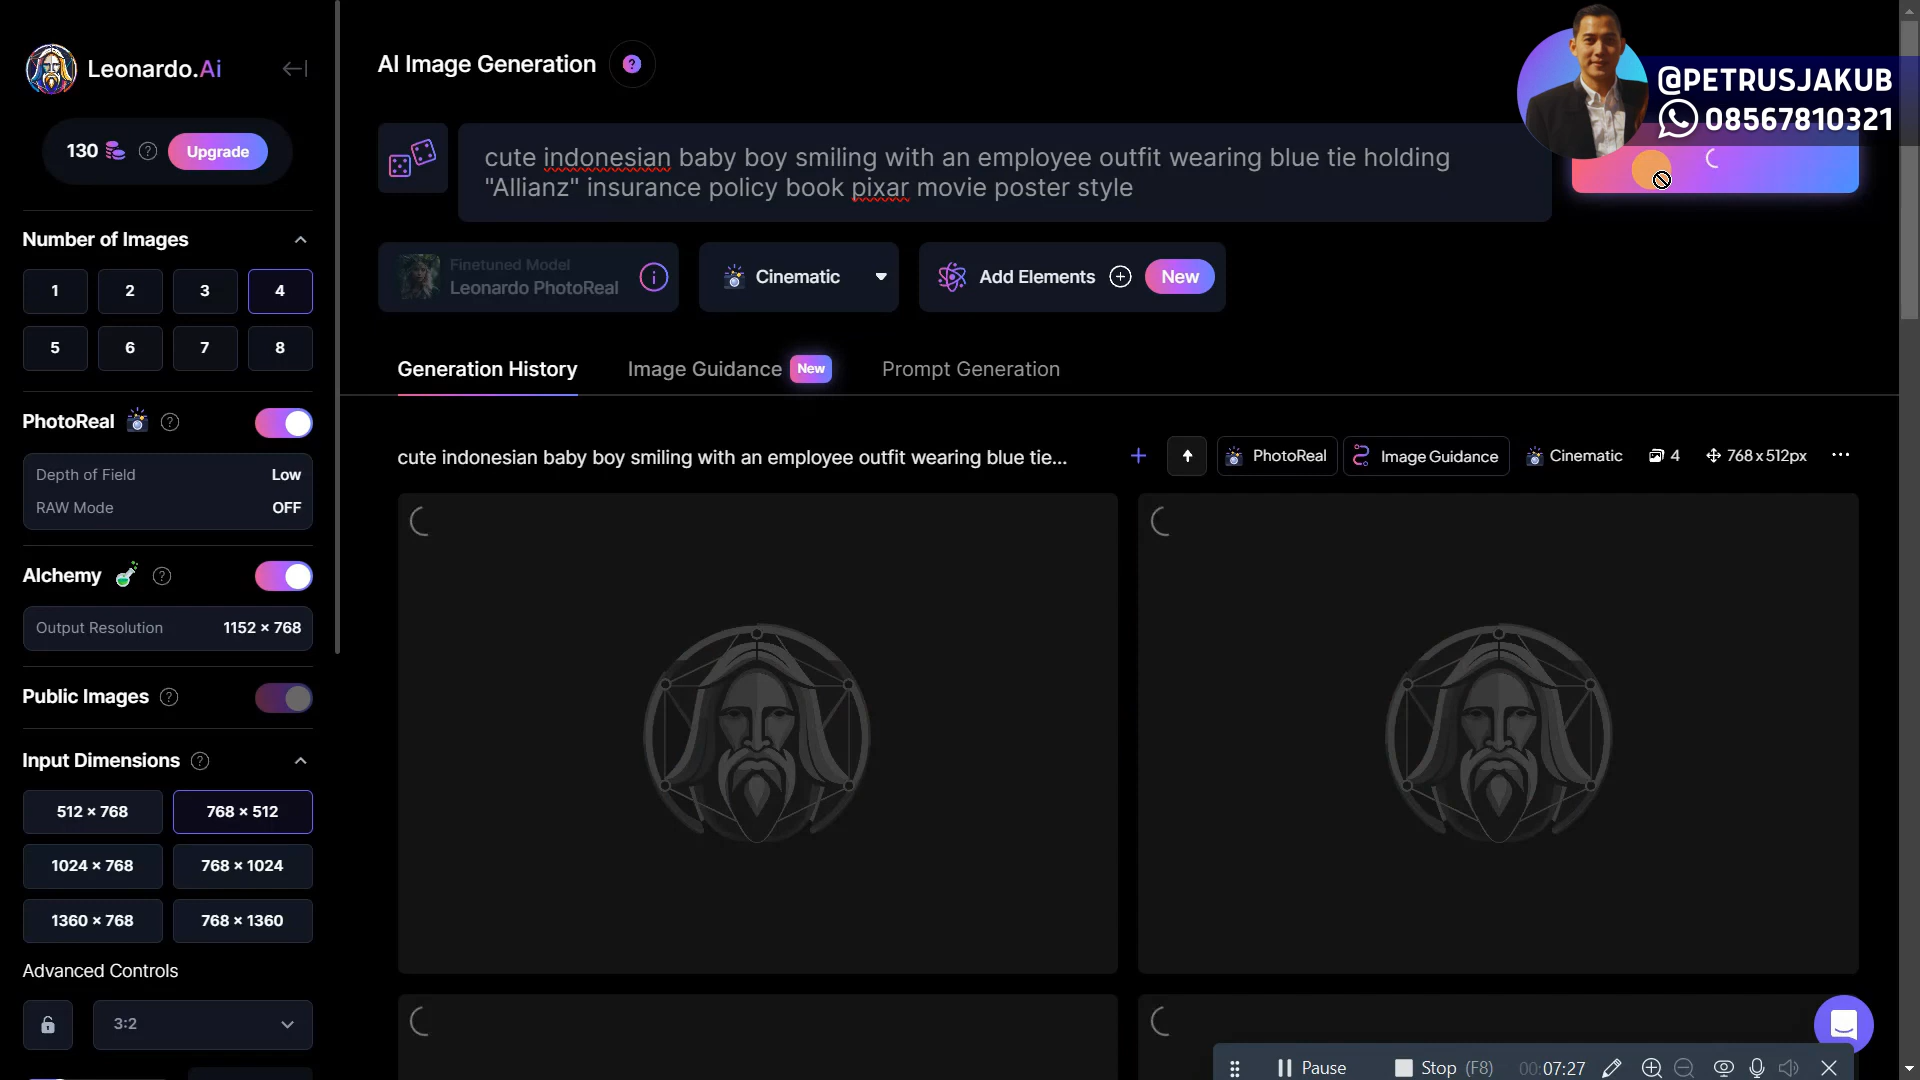 Leonardo.Ai
130
Upgrade
Number of Images
1 2 3 4
5 6 7 8
PhotoReal
Depth of Field Low
RAW Mode OFF
Alchemy
Output Resolution 1152 × 768
Public Images
Input Dimensions
512 × 768 768 × 512
1024 × 768 768 × 1024
1360 × 768 768 × 1360
Advanced Controls
3:2
AI Image Generation
@PETRUSJAKUB
08567810321
cute indonesian baby boy smiling with an employee outfit wearing blue tie holding
"Allianz" insurance policy book pixar movie poster style
Finetuned Model
Leonardo PhotoReal
Cinematic
Add Elements New
Generation History Image Guidance New Prompt Generation
cute indonesian baby boy smiling with an employee outfit wearing blue tie... PhotoReal Image Guidance Cinematic 4 768 x 512px
Pause Stop (F8) 00:07:27